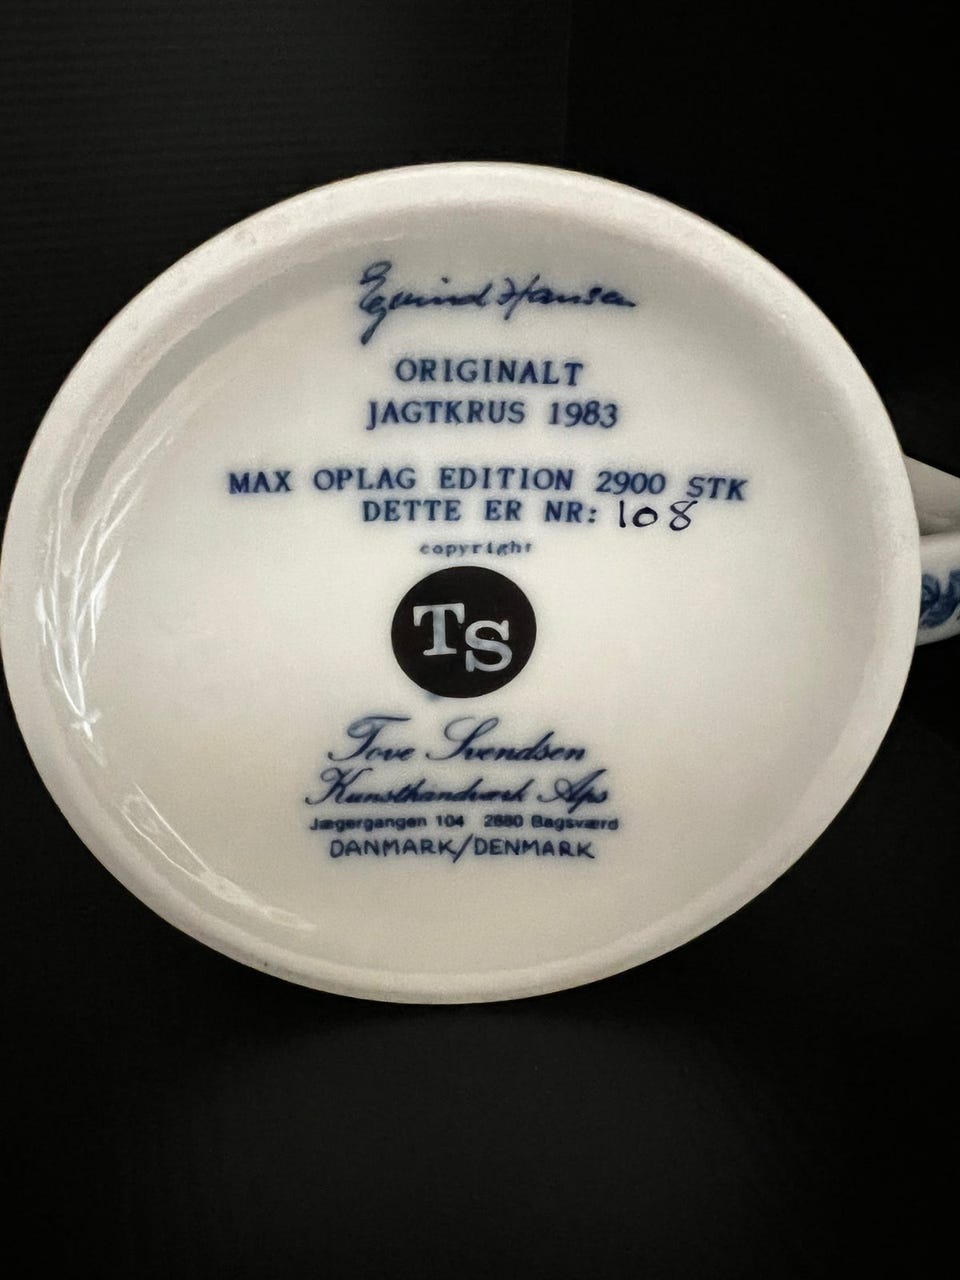 Egvind Hansen
ORIGINALT
JAGTKRUS 1983
MAX OPLAG EDITION 2900 STK
DETTE ER NR: 108
copyright
TS
Tove Svendsen
Kunsthandværk Aps
Jægergangen 104 2880 Bagsværd
DANMARK/DENMARK